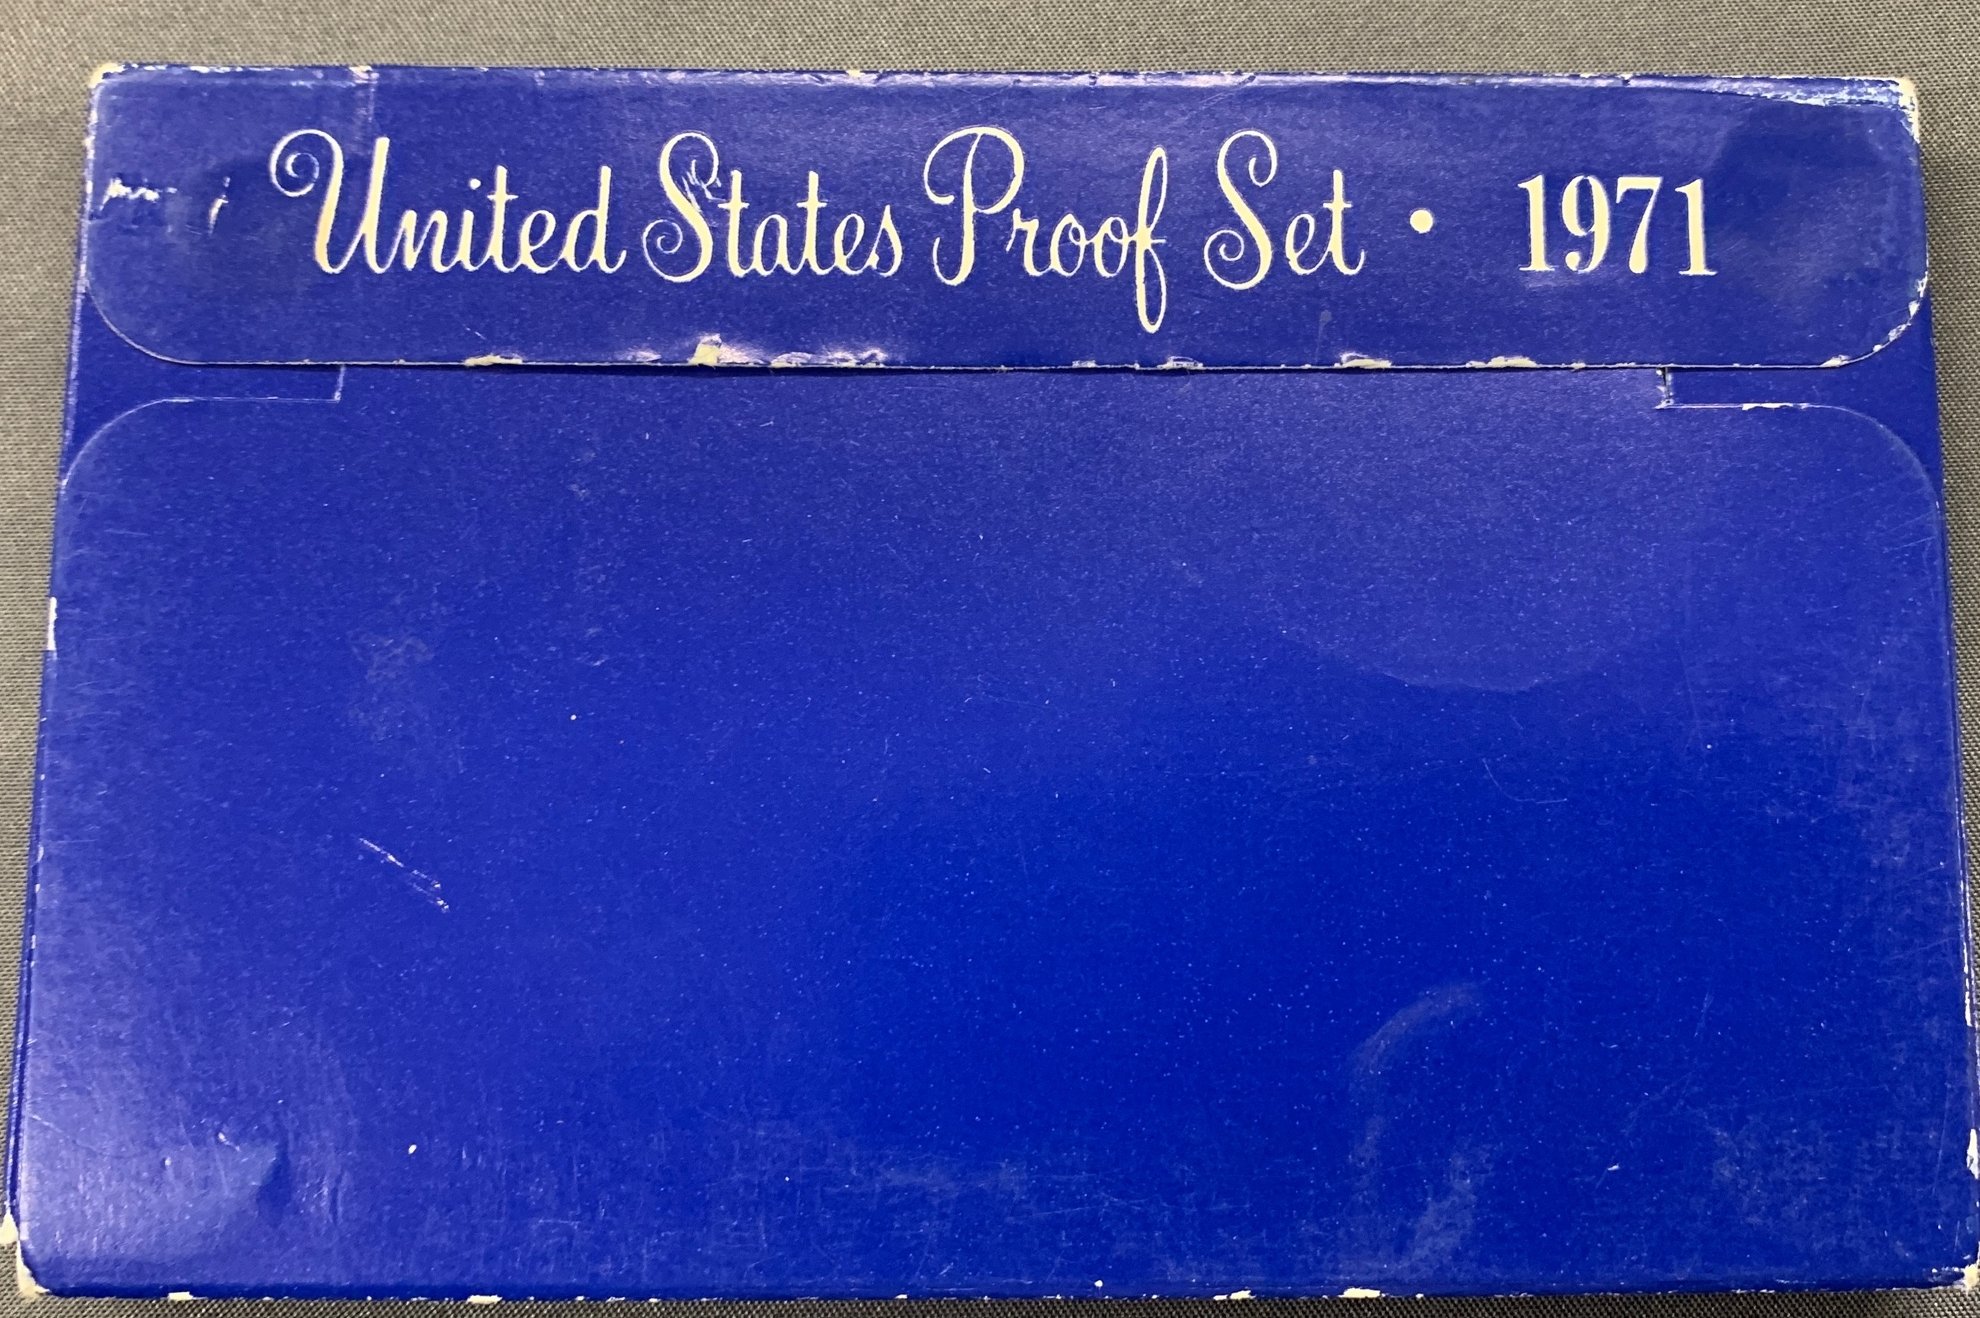 United States Proof Set • 1971